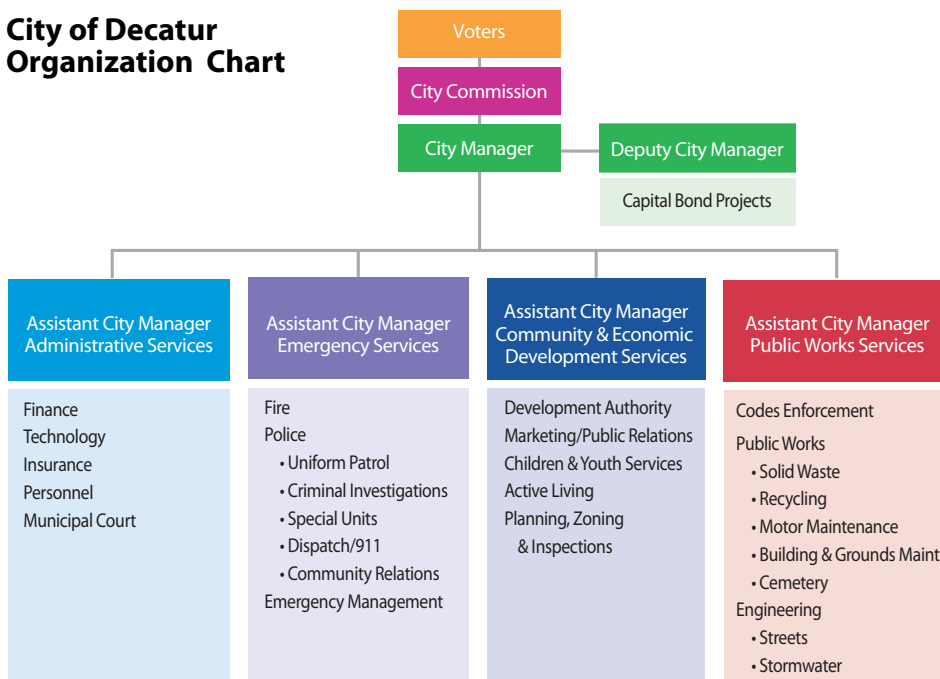 City of Decatur
Organization Chart
Voters
City Commission
City Manager
Deputy City Manager
Capital Bond Projects
Assistant City Manager
Administrative Services
Finance
Technology
Insurance
Personnel
Municipal Court
Assistant City Manager
Emergency Services
Fire
Police
• Uniform Patrol
• Criminal Investigations
• Special Units
• Dispatch/911
• Community Relations
Emergency Management
Assistant City Manager
Community & Economic
Development Services
Development Authority
Marketing/Public Relations
Children & Youth Services
Active Living
Planning, Zoning
& Inspections
Assistant City Manager
Public Works Services
Codes Enforcement
Public Works
• Solid Waste
• Recycling
• Motor Maintenance
• Building & Grounds Maint
• Cemetery
Engineering
• Streets
• Stormwater